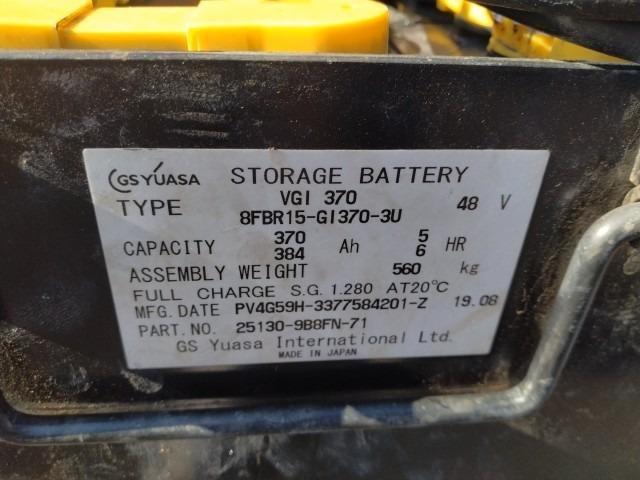 GS YUASA STORAGE BATTERY
TYPE VGI 370 48 V
8FBR15-GI370-3U
CAPACITY 370 Ah 5 HR
384 6
ASSEMBLY WEIGHT 560 kg
FULL CHARGE S.G. 1.280 AT20℃
MFG. DATE PV4G59H-3377584201-Z 19.08
PART. NO. 25130-9B8FN-71
GS Yuasa International Ltd.
MADE IN JAPAN